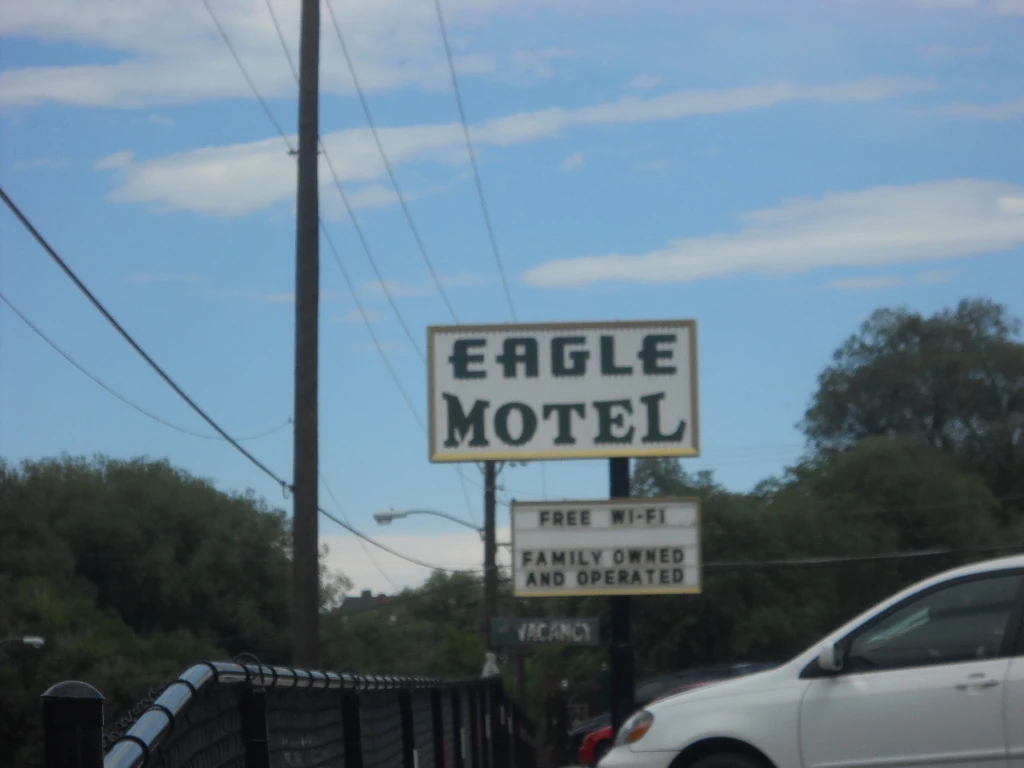 EAGLE
MOTEL
FREE WI-FI
FAMILY OWNED
AND OPERATED
VACANCY